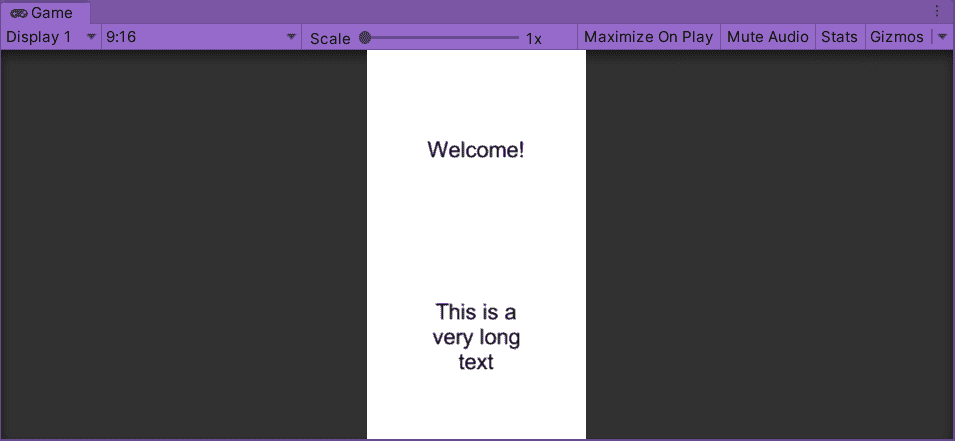 Game
Display 1 9:16 Scale 1x Maximize On Play Mute Audio Stats Gizmos
Welcome!
This is a
very long
text